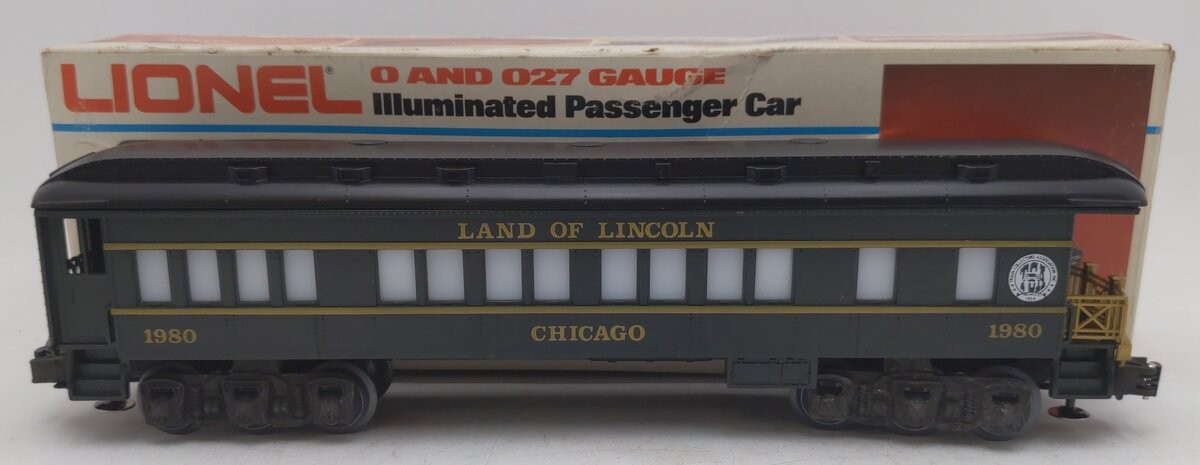 LIONEL®
O AND O27 GAUGE
Illuminated Passenger Car
LAND OF LINCOLN
1980 CHICAGO 1980